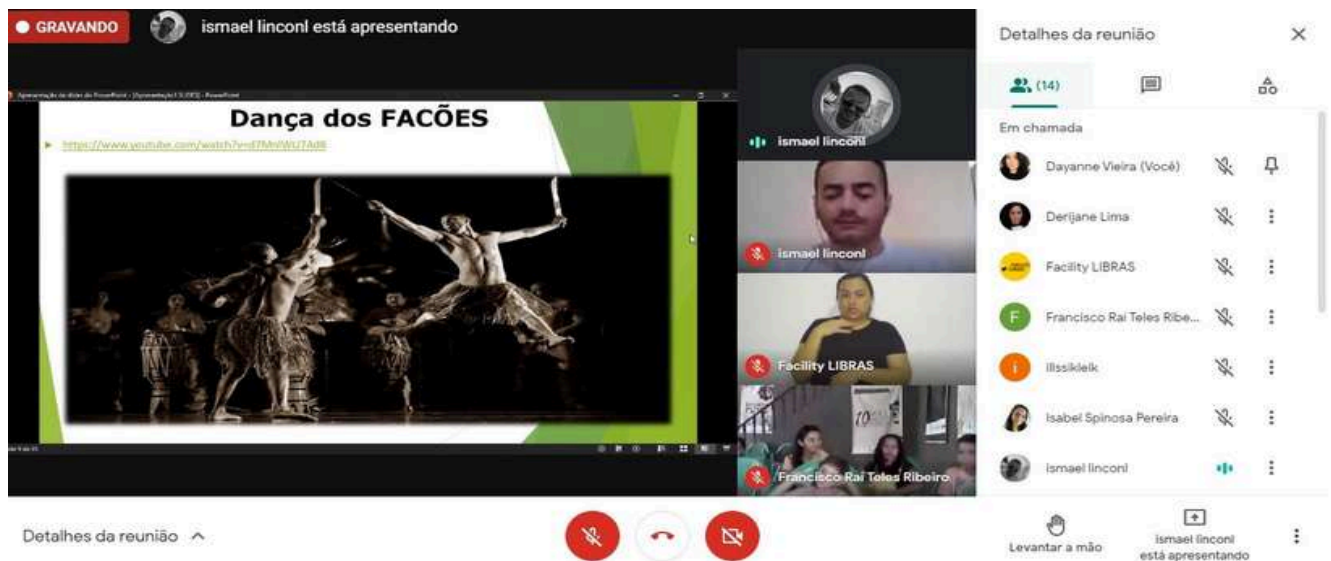 GRAVANDO
ismael linconl está apresentando
Dança dos FACÕES
ismael linconl
ismael linconl
Facility LIBRAS
Francisco Rai Teles Ribeiro
Detalhes da reunião
(14)
Em chamada
Dayanne Vieira (Você)
Derijane Lima
Facility LIBRAS
Francisco Rai Teles Ribe...
Isabel Spinosa Pereira
ismael linconl
Detalhes da reunião
Levantar a mão
ismael linconl
está apresentando